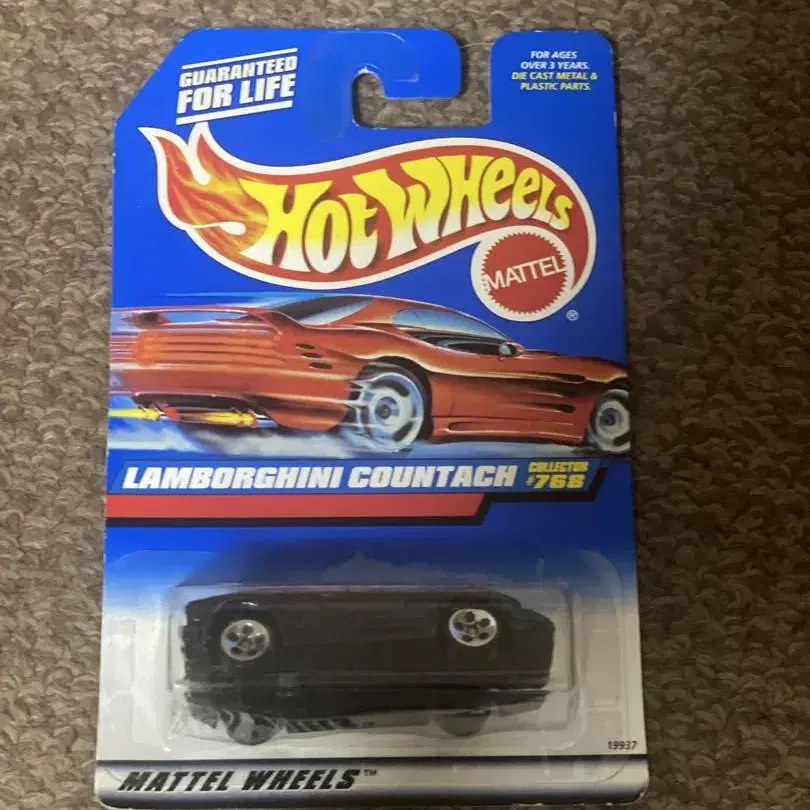 GUARANTEED
FOR LIFE
FOR AGES
OVER 3 YEARS.
DIE CAST METAL &
PLASTIC PARTS.
HOT WHEELS
MATTEL
®
LAMBORGHINI COUNTACH
COLLECTOR
#768
19937
MATTEL WHEELS™